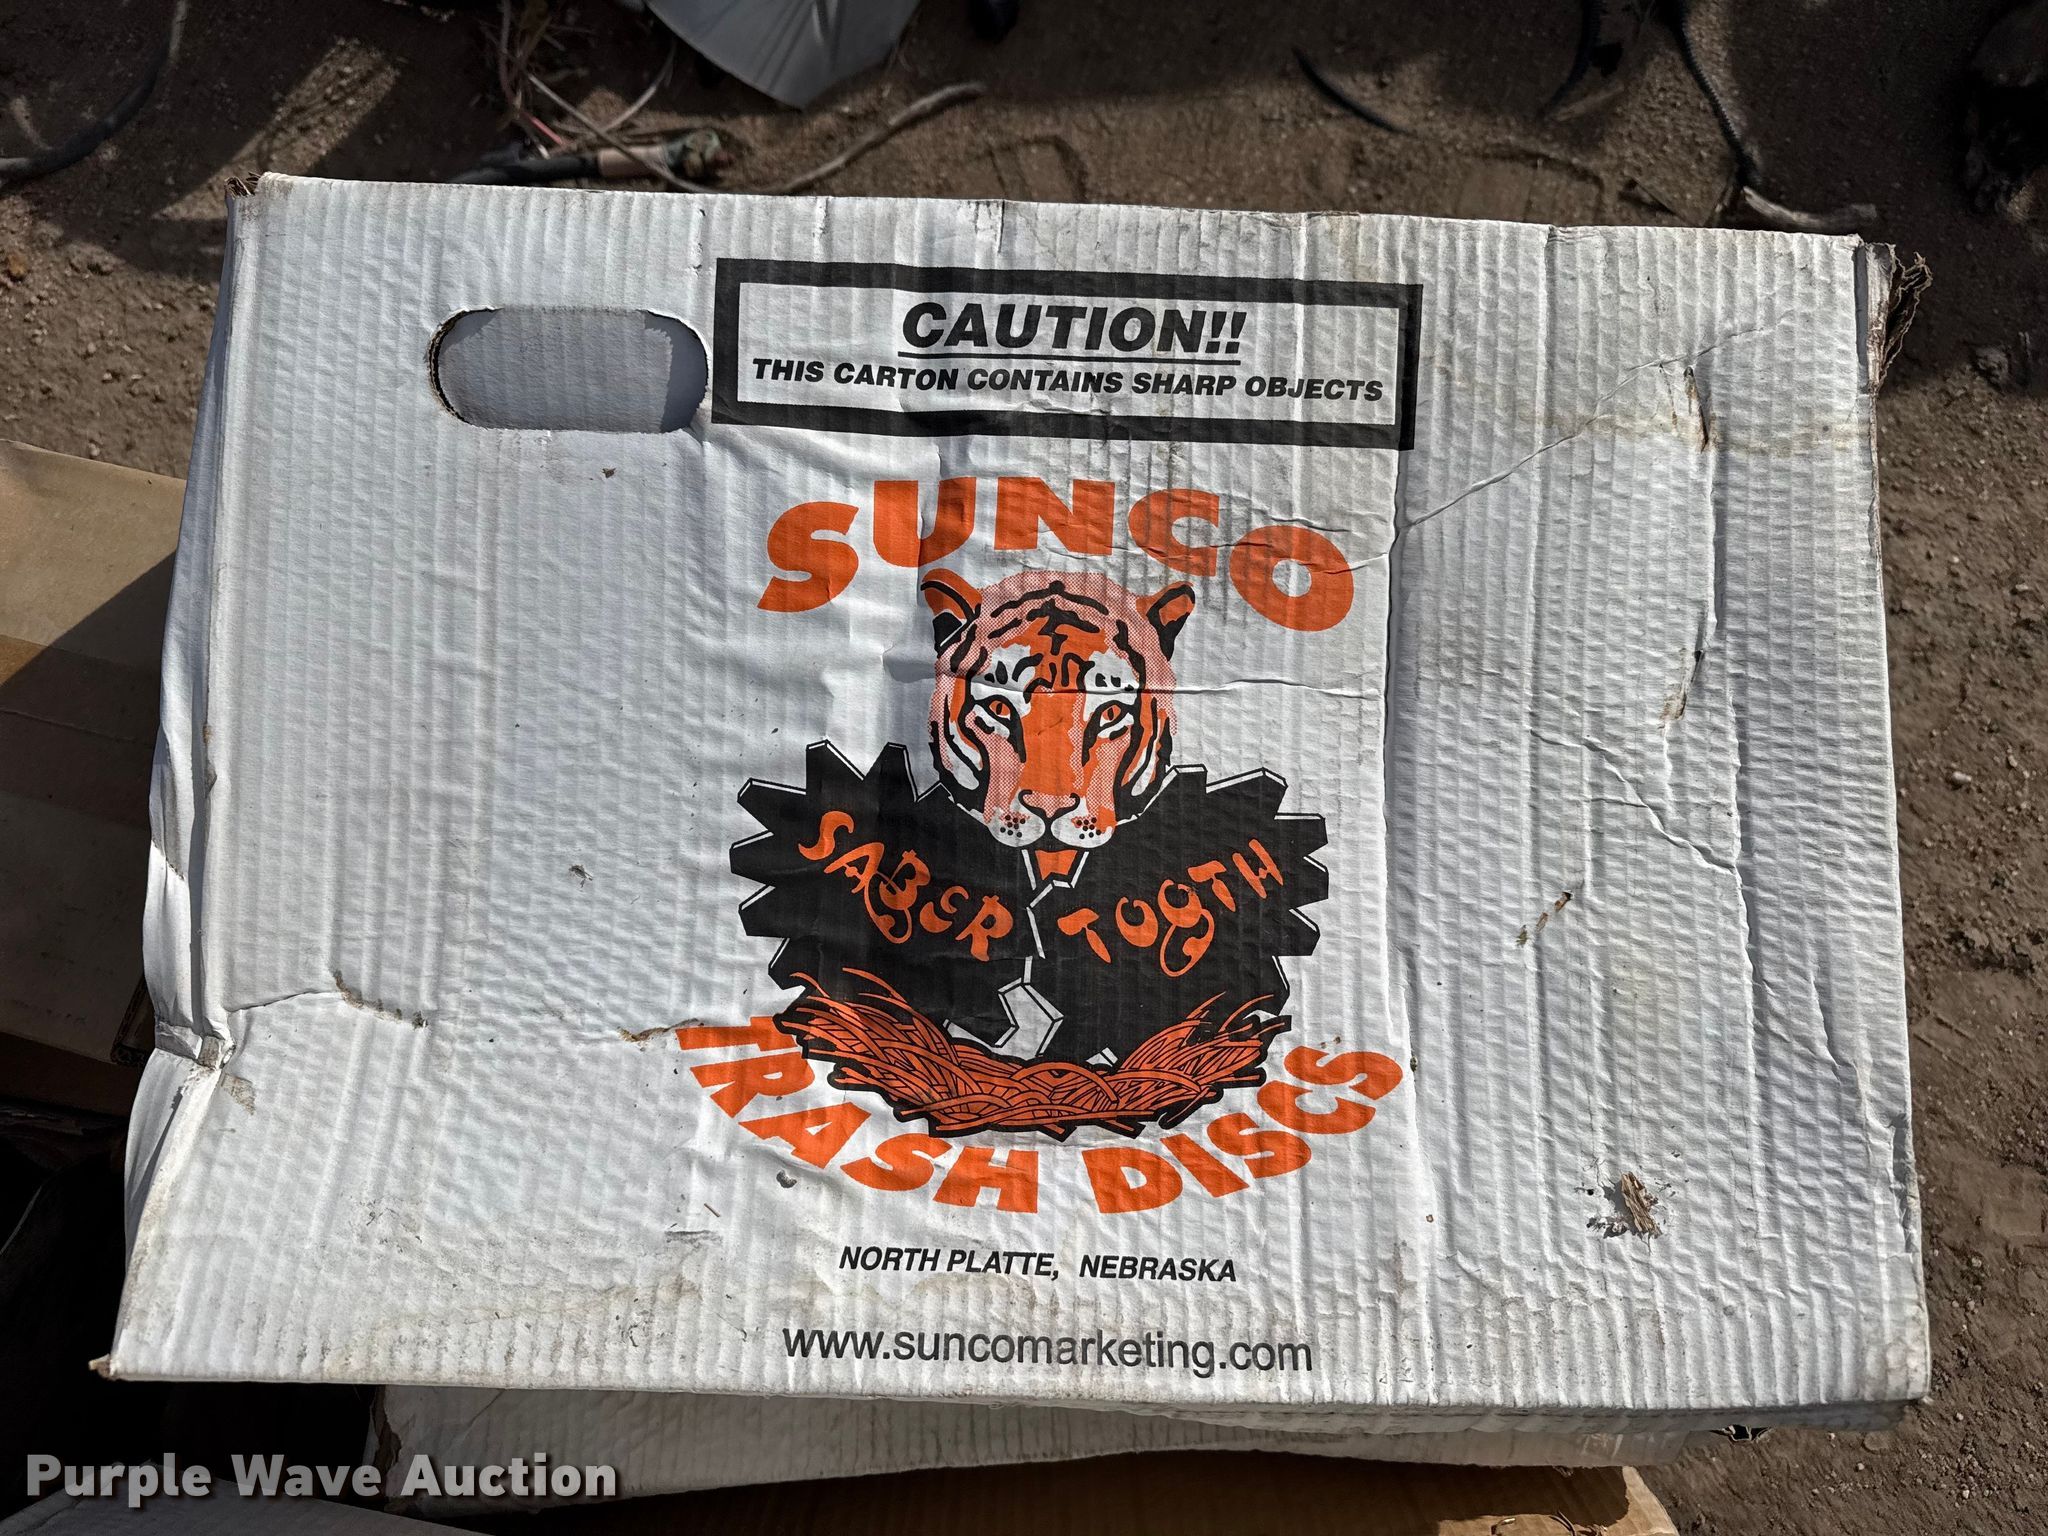 CAUTION!!
THIS CARTON CONTAINS SHARP OBJECTS
SUNCO
SABER TOOTH
TRASH DISCS
NORTH PLATTE, NEBRASKA
www.suncomarketing.com
Purple Wave Auction